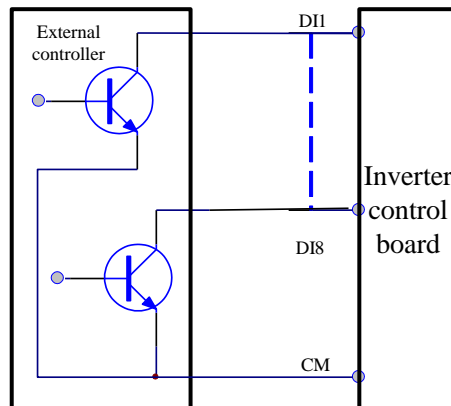 External
controller
DI1
Inverter
control
board
DI8
CM